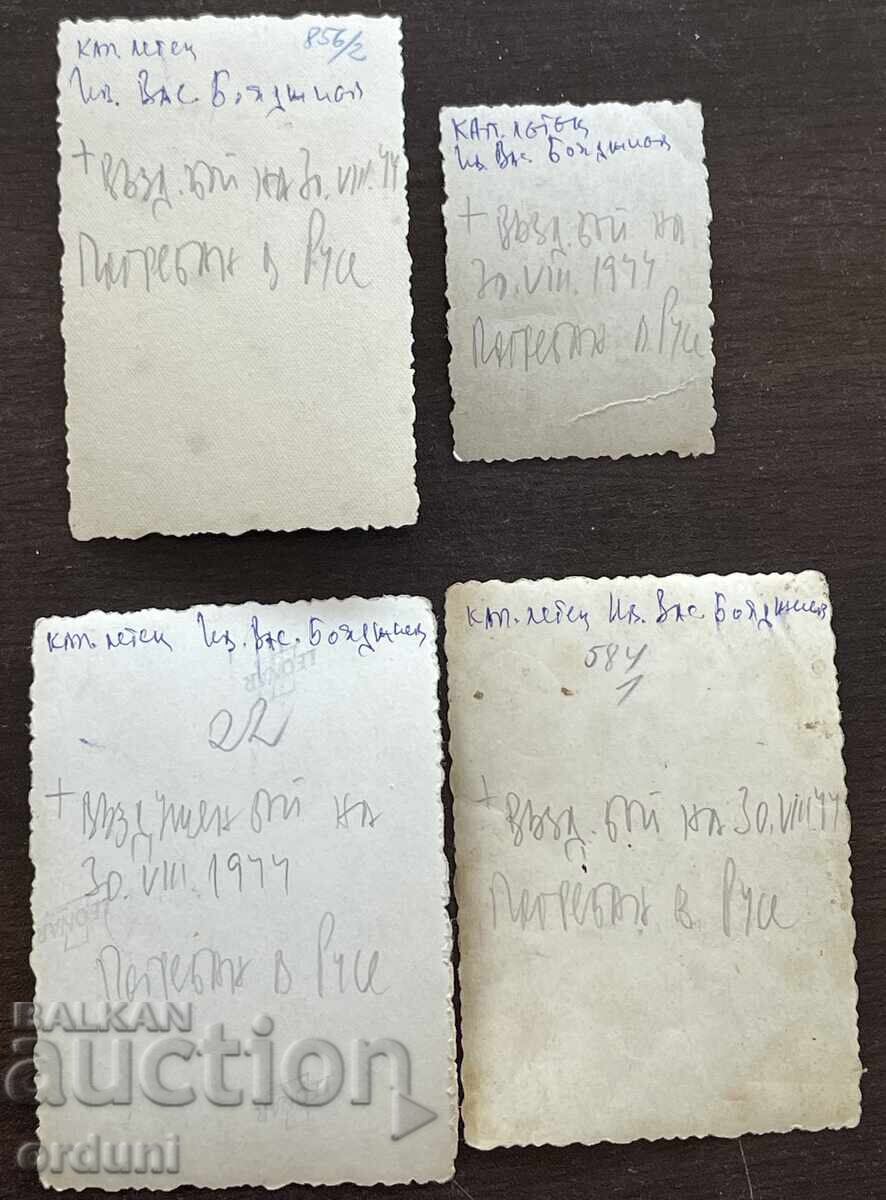 кап. летец
856/2
Ив. Вас. Бояджиев
+ Възд. бой на 30.VIII.44
Погребан в Русе
кап. летец
Ив. Вас. Бояджиев
+ Възд. бой на
30.VIII.1944
Погребан в Русе
кап. летец Ив. Вас. Бояджиев
LEONAR
22
+ Въздушен бой на
30.VIII.1944
LEONAR
Погребан в Русе
кап. летец Ив. Вас. Бояджиев
584
1
+ Възд. бой на 30.VIII.44
Погребан в Русе
BALKAN
auction
orduni